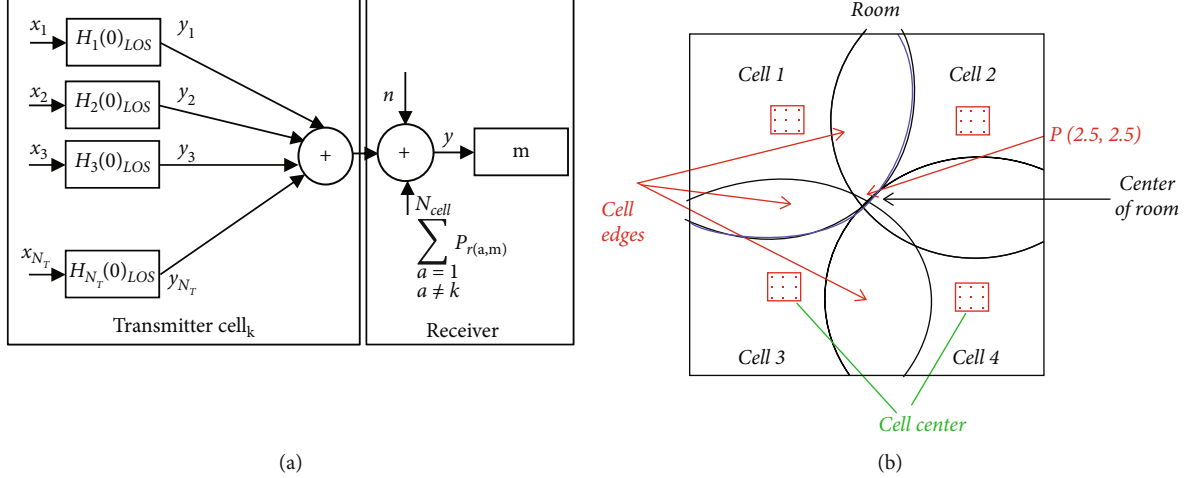 x1 H1(0)LOS y1
x2 H2(0)LOS y2
x3 H3(0)LOS y3
xNT HNT(0)LOS yNT
+
Transmitter cellk
n
+
y
m
Ncell
∑ Pr(a,m)
a = 1
a ≠ k
Receiver
(a)
Room
Cell 1
Cell 2
P (2.5, 2.5)
Cell
edges
Center
of room
Cell 3
Cell 4
Cell center
(b)